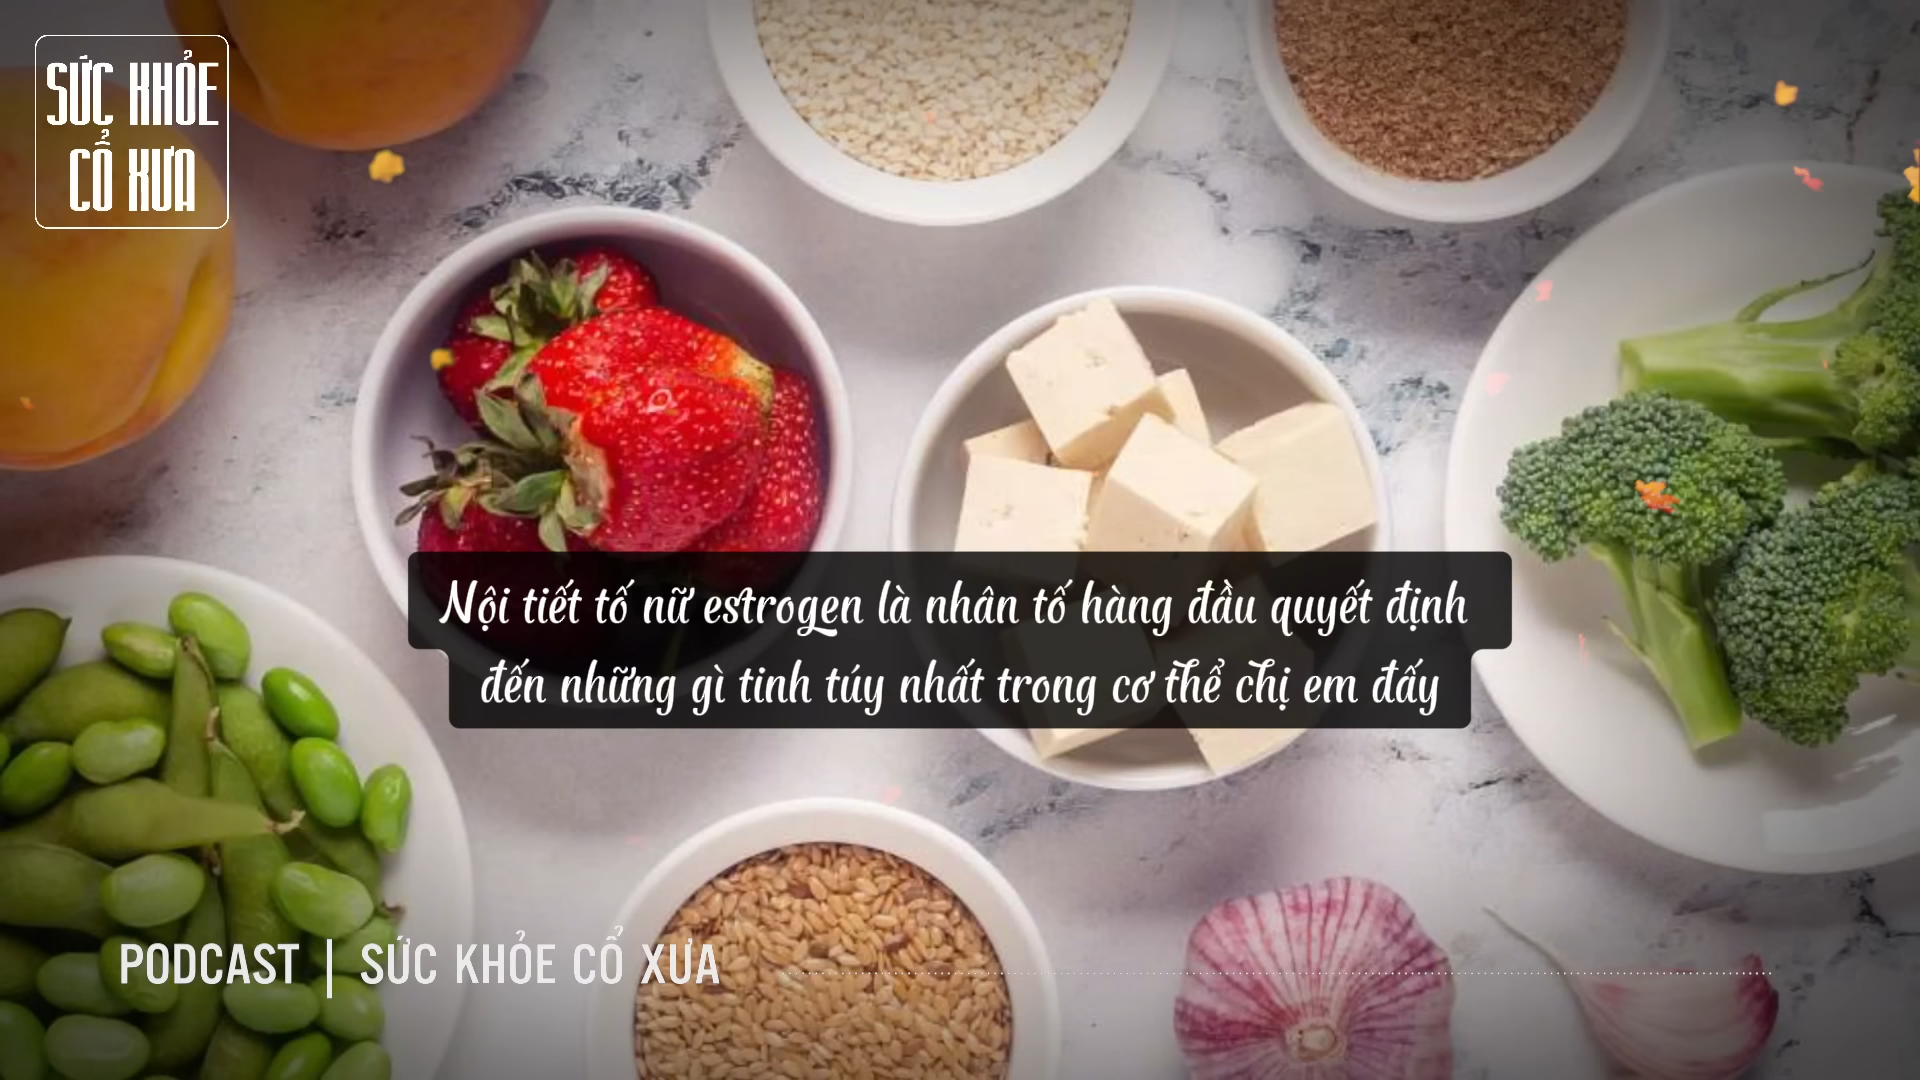 SỨC KHỎE
CỔ XƯA
Nội tiết tố nữ estrogen là nhân tố hàng đầu quyết định
đến những gì tinh túy nhất trong cơ thể chị em đấy
PODCAST | SỨC KHỎE CỔ XƯA